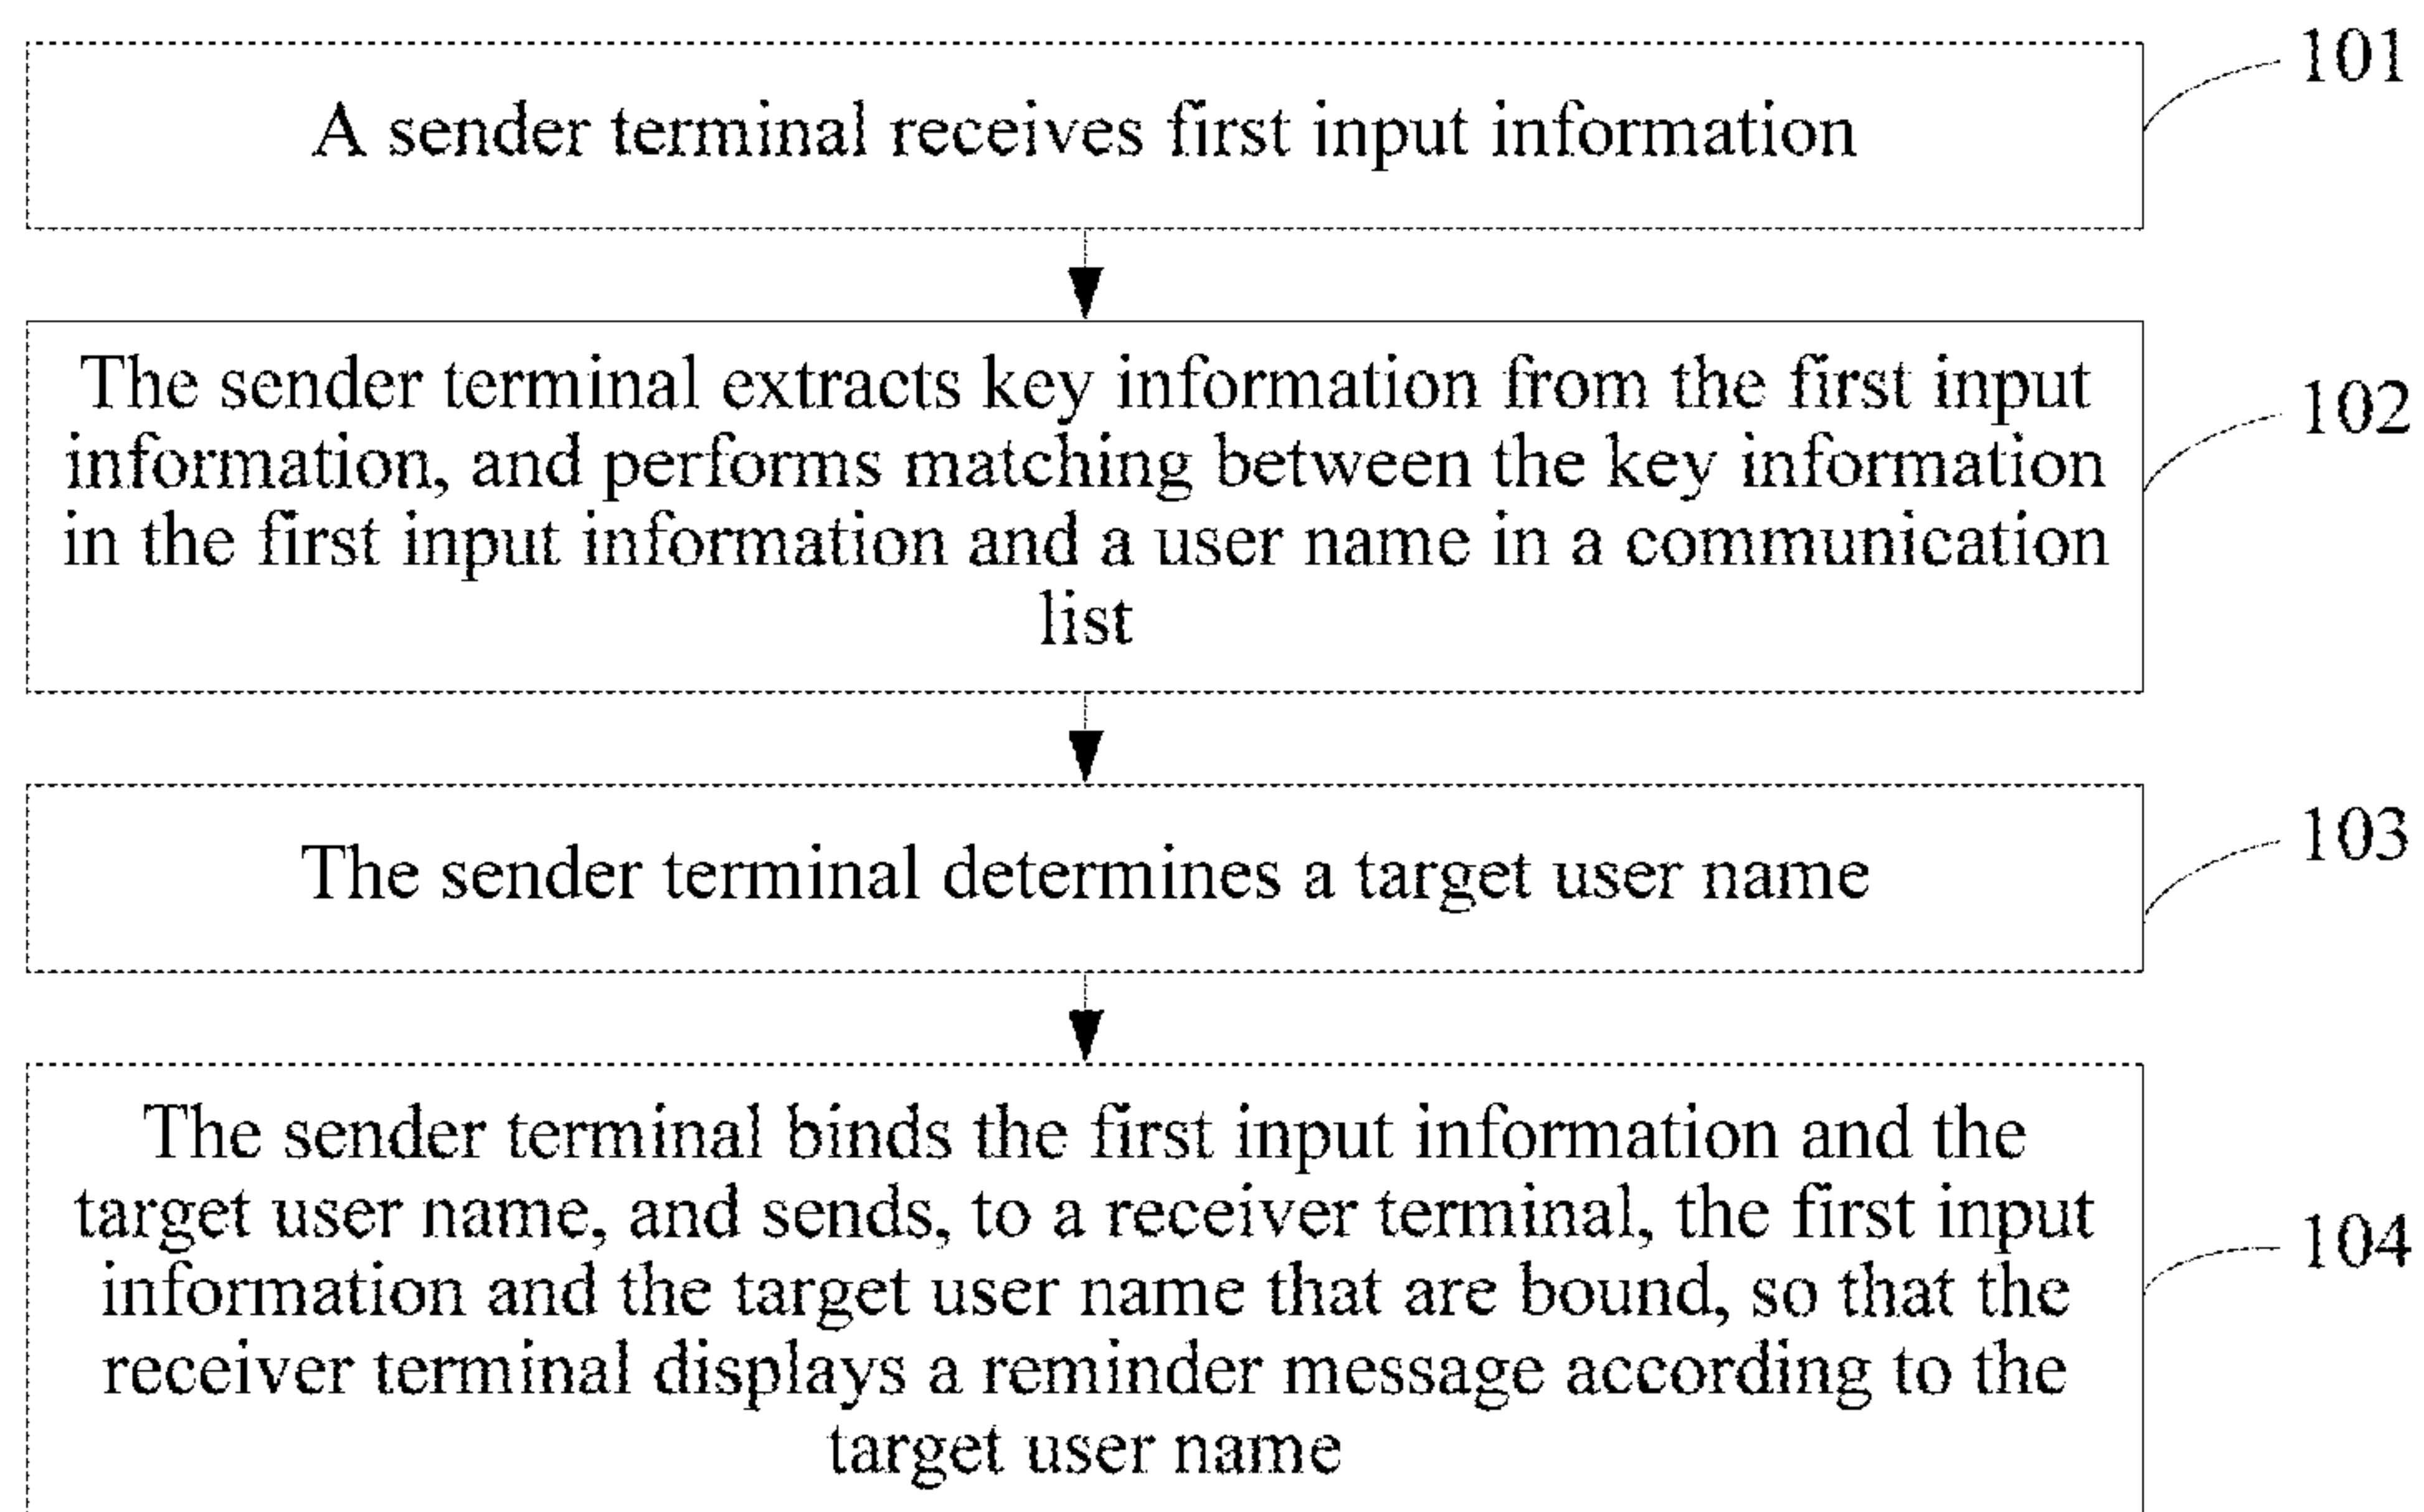 101
A sender terminal receives first input information
The sender terminal extracts key information from the first input
information, and performs matching between the key information
in the first input information and a user name in a communication
list
102
The sender terminal determines a target user name
103
The sender terminal binds the first input information and the
target user name, and sends, to a receiver terminal, the first input
information and the target user name that are bound, so that the
receiver terminal displays a reminder message according to the
target user name
104